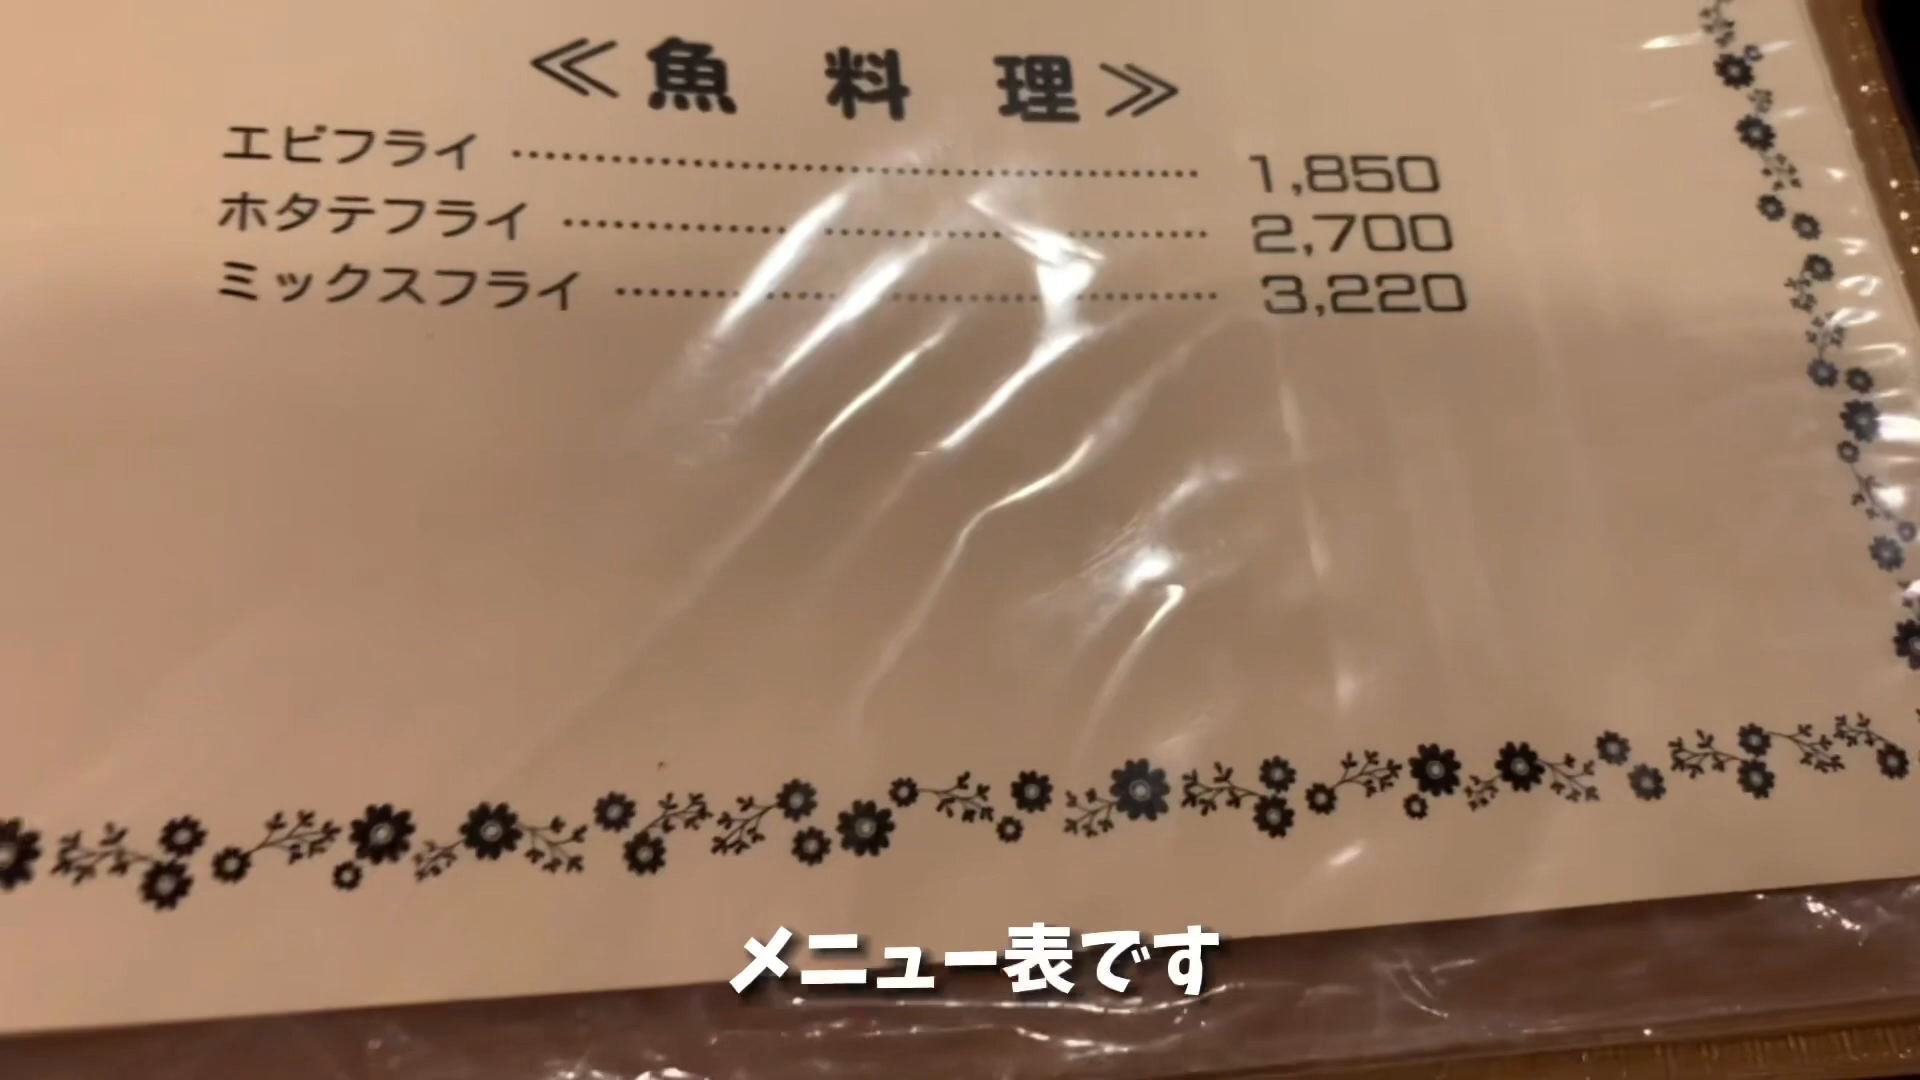 ≪魚 料 理≫
エビフライ …… 1,850
ホタテフライ …… 2,700
ミックスフライ …… 3,220
メニュー表です